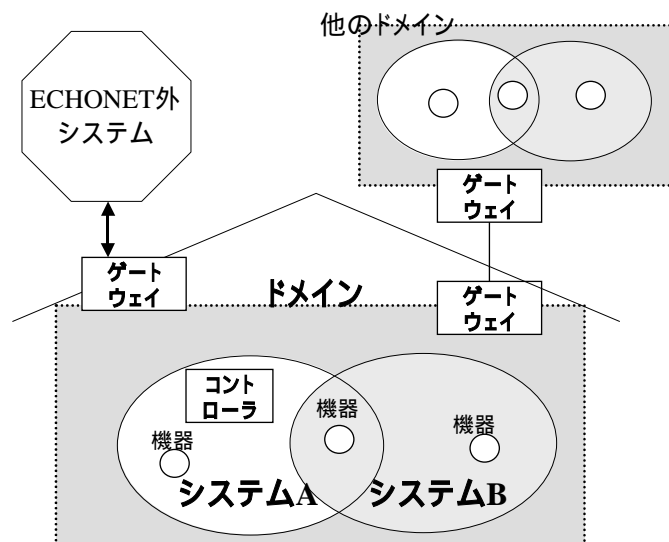 他のドメイン
ECHONET外
システム
ゲート
ウェイ
ゲート
ウェイ
ドメイン
ゲート
ウェイ
コント
ローラ
機器
機器
機器
システムA
システムB